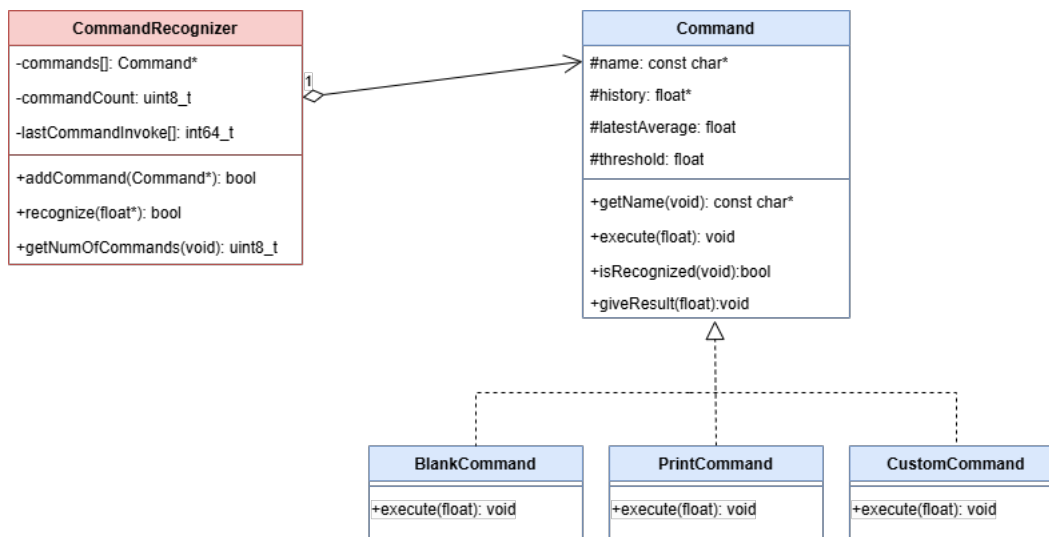 CommandRecognizer
-commands[]: Command*
-commandCount: uint8_t
-lastCommandInvoke[]: int64_t
+addCommand(Command*): bool
+recognize(float*): bool
+getNumOfCommands(void): uint8_t
1
Command
#name: const char*
#history: float*
#latestAverage: float
#threshold: float
+getName(void): const char*
+execute(float): void
+isRecognized(void):bool
+giveResult(float):void
BlankCommand
+execute(float): void
PrintCommand
+execute(float): void
CustomCommand
+execute(float): void